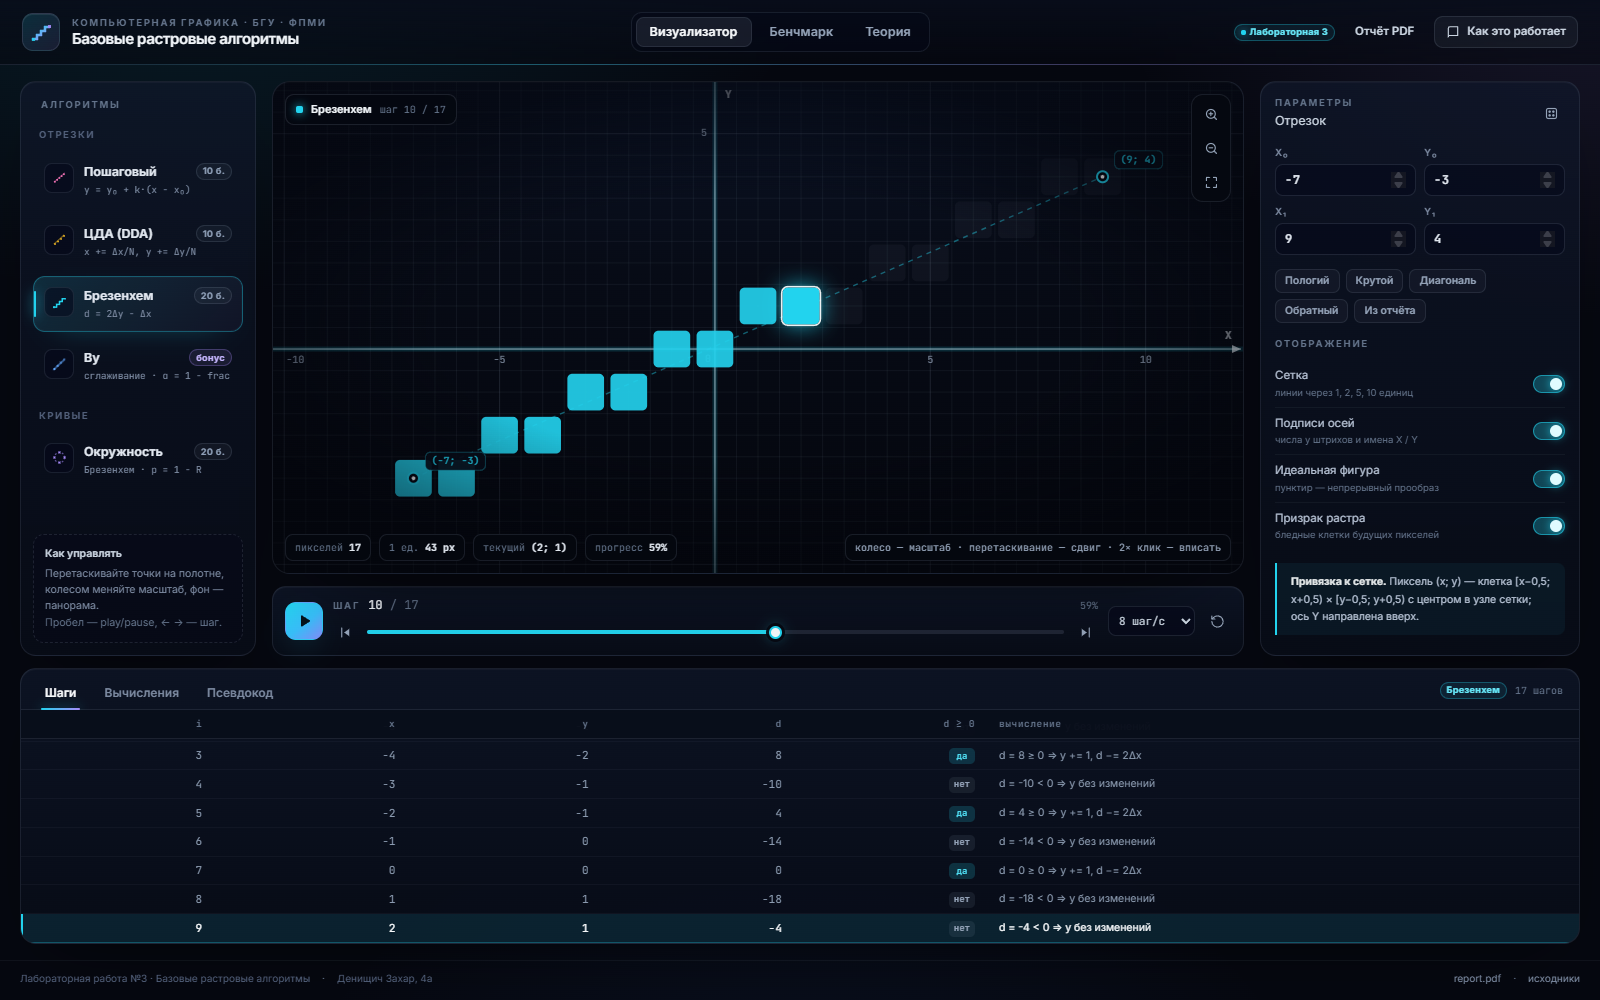 КОМПЬЮТЕРНАЯ ГРАФИКА · БГУ · ФПМИ
Базовые растровые алгоритмы
Визуализатор
Бенчмарк
Теория
Лабораторная 3
Отчёт PDF
Как это работает
АЛГОРИТМЫ
ОТРЕЗКИ
Пошаговый
10 б.
y = y₀ + k·(x - x₀)
ЦДА (DDA)
10 б.
x += Δx/N, y += Δy/N
Брезенхем
20 б.
d = 2Δy - Δx
Ву
бонус
сглаживание · α = 1 - frac
КРИВЫЕ
Окружность
20 б.
Брезенхем · p = 1 - R
Как управлять
Перетаскивайте точки на полотне,
колесом меняйте масштаб, фон —
панорама.
Пробел — play/pause, ← → — шаг.
Брезенхем шаг 10 / 17
Y
5
(9; 4)
X
-10
-5
5
10
(-7; -3)
пикселей 17
1 ед. 43 px
текущий (2; 1)
прогресс 59%
колесо — масштаб · перетаскивание — сдвиг · 2× клик — вписать
ШАГ 10 / 17
59%
8 шаг/с
ПАРАМЕТРЫ
Отрезок
X₀
Y₀
-7
-3
X₁
Y₁
9
4
Пологий
Крутой
Диагональ
Обратный
Из отчёта
ОТОБРАЖЕНИЕ
Сетка
линии через 1, 2, 5, 10 единиц
Подписи осей
числа у штрихов и имена X / Y
Идеальная фигура
пунктир — непрерывный прообраз
Призрак растра
бледные клетки будущих пикселей
Привязка к сетке. Пиксель (x; y) — клетка [x−0,5;
x+0,5) × [y−0,5; y+0,5) с центром в узле сетки;
ось Y направлена вверх.
Шаги
Вычисления
Псевдокод
Брезенхем
17 шагов
i x y d d ≥ 0 вычисление
3 -4 -2 8 да d = 8 ≥ 0 ⇒ y += 1, d −= 2Δx
4 -3 -1 -10 нет d = -10 < 0 ⇒ y без изменений
5 -2 -1 4 да d = 4 ≥ 0 ⇒ y += 1, d −= 2Δx
6 -1 0 -14 нет d = -14 < 0 ⇒ y без изменений
7 0 0 0 да d = 0 ≥ 0 ⇒ y += 1, d −= 2Δx
8 1 1 -18 нет d = -18 < 0 ⇒ y без изменений
9 2 1 -4 нет d = -4 < 0 ⇒ y без изменений
Лабораторная работа №3 · Базовые растровые алгоритмы · Денищич Захар, 4а
report.pdf · исходники